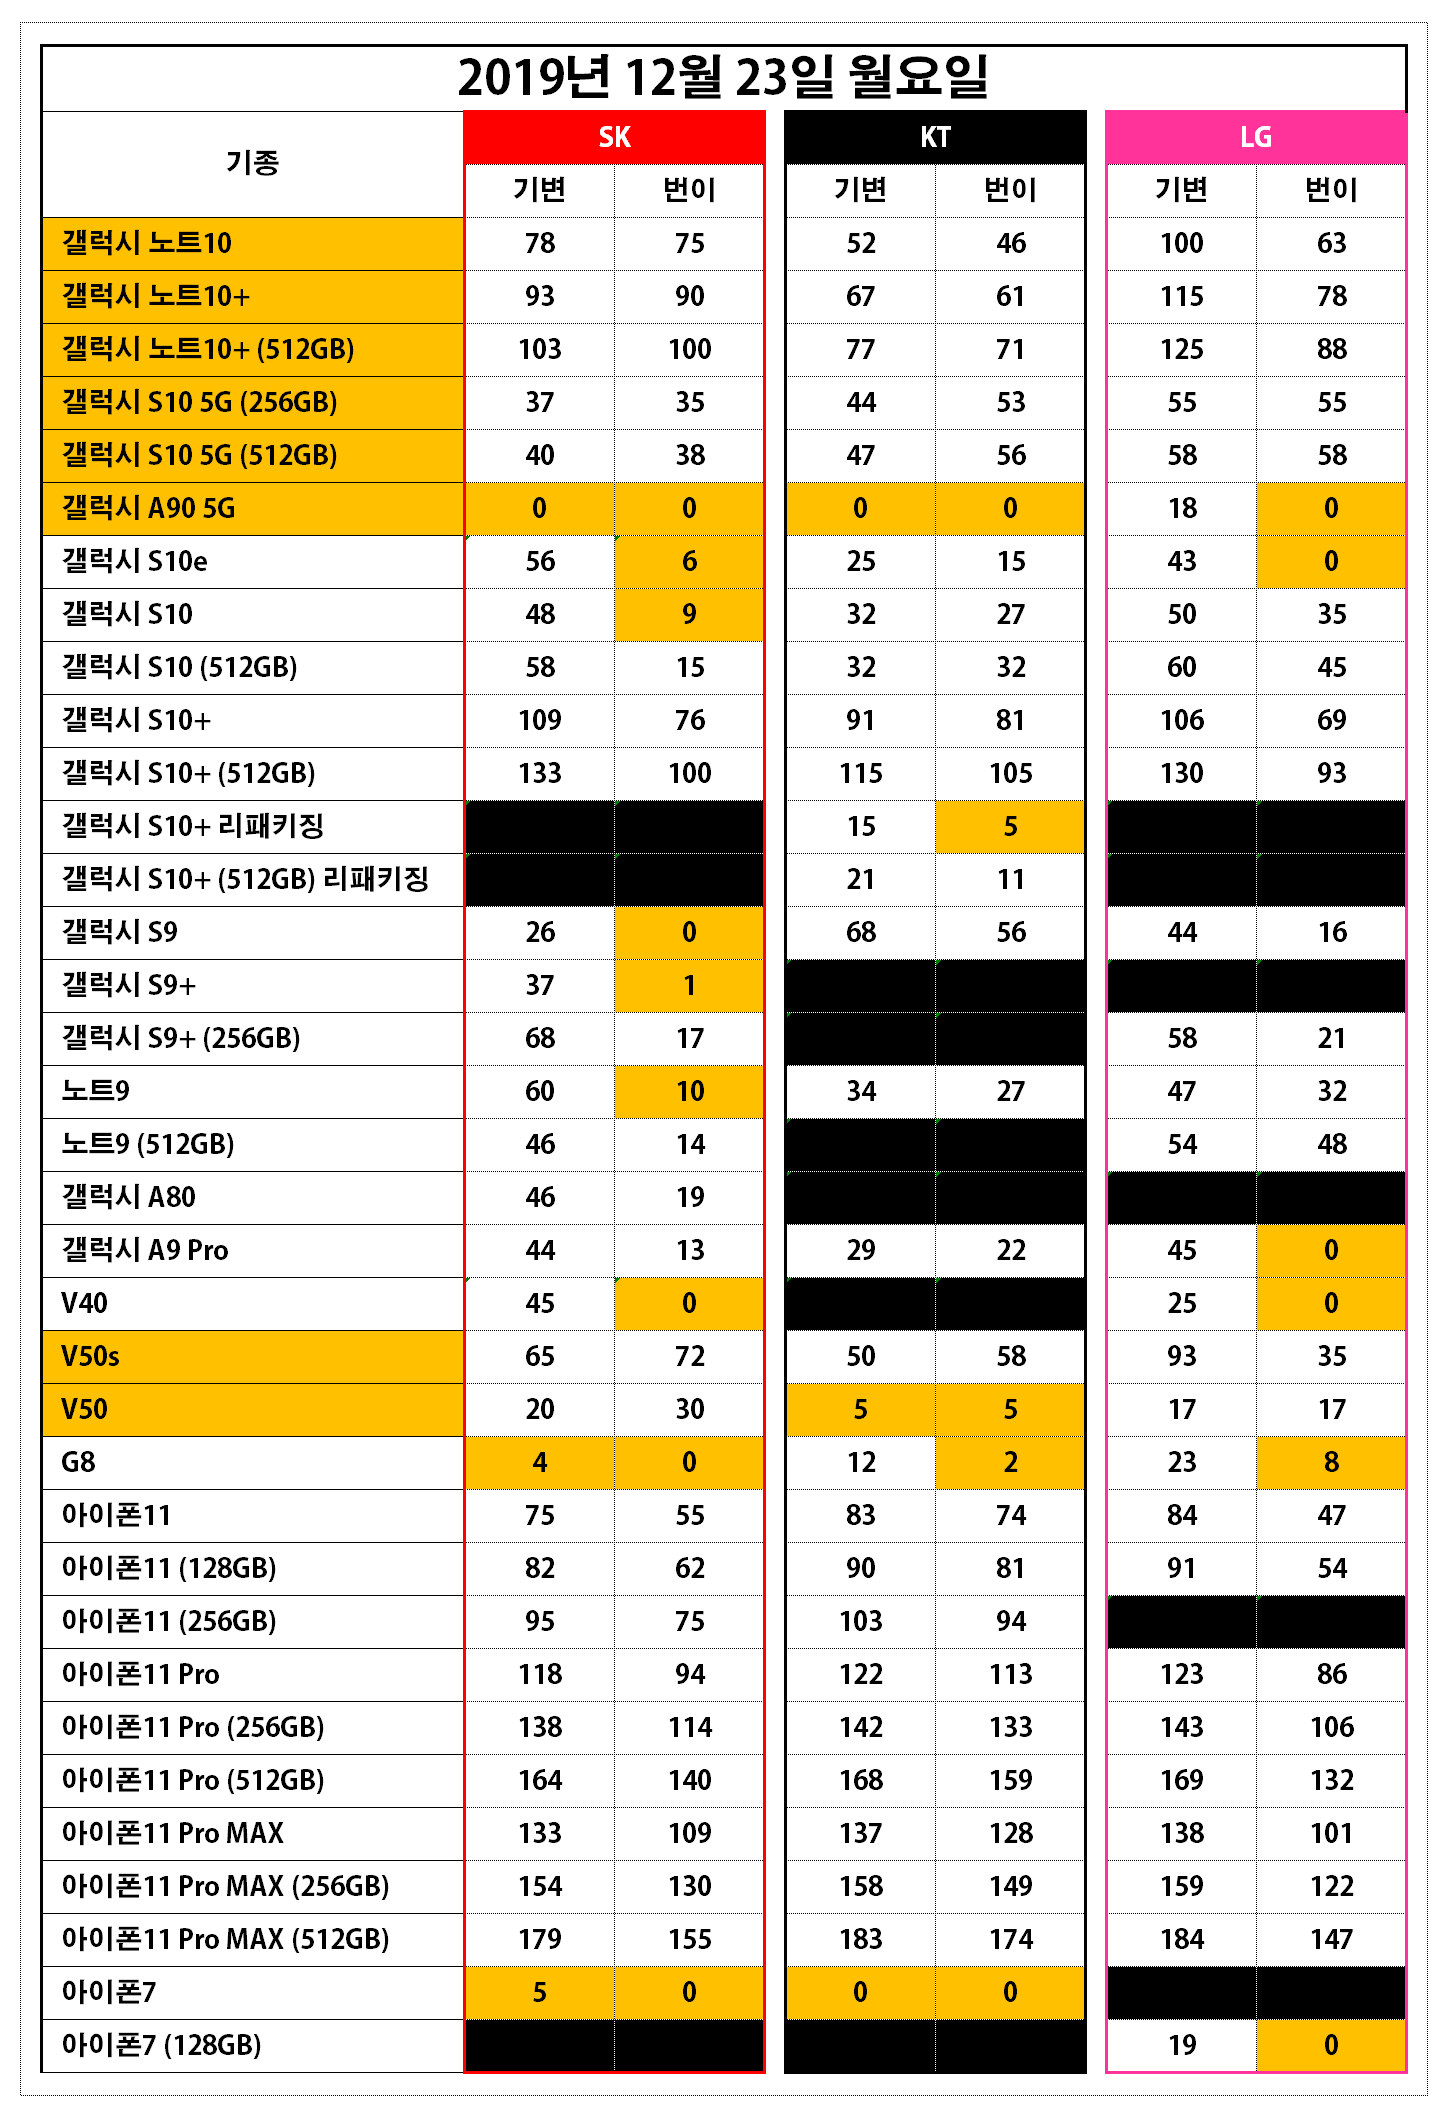 2019년 12월 23일 월요일
기종 SK KT LG
기변 번이 기변 번이 기변 번이
갤럭시 노트10 78 75 52 46 100 63
갤럭시 노트10+ 93 90 67 61 115 78
갤럭시 노트10+ (512GB) 103 100 77 71 125 88
갤럭시 S10 5G (256GB) 37 35 44 53 55 55
갤럭시 S10 5G (512GB) 40 38 47 56 58 58
갤럭시 A90 5G 0 0 0 0 18 0
갤럭시 S10e 56 6 25 15 43 0
갤럭시 S10 48 9 32 27 50 35
갤럭시 S10 (512GB) 58 15 32 32 60 45
갤럭시 S10+ 109 76 91 81 106 69
갤럭시 S10+ (512GB) 133 100 115 105 130 93
갤럭시 S10+ 리패키징 15 5
갤럭시 S10+ (512GB) 리패키징 21 11
갤럭시 S9 26 0 68 56 44 16
갤럭시 S9+ 37 1
갤럭시 S9+ (256GB) 68 17 58 21
노트9 60 10 34 27 47 32
노트9 (512GB) 46 14 54 48
갤럭시 A80 46 19
갤럭시 A9 Pro 44 13 29 22 45 0
V40 45 0 25 0
V50s 65 72 50 58 93 35
V50 20 30 5 5 17 17
G8 4 0 12 2 23 8
아이폰11 75 55 83 74 84 47
아이폰11 (128GB) 82 62 90 81 91 54
아이폰11 (256GB) 95 75 103 94
아이폰11 Pro 118 94 122 113 123 86
아이폰11 Pro (256GB) 138 114 142 133 143 106
아이폰11 Pro (512GB) 164 140 168 159 169 132
아이폰11 Pro MAX 133 109 137 128 138 101
아이폰11 Pro MAX (256GB) 154 130 158 149 159 122
아이폰11 Pro MAX (512GB) 179 155 183 174 184 147
아이폰7 5 0 0 0
아이폰7 (128GB) 19 0